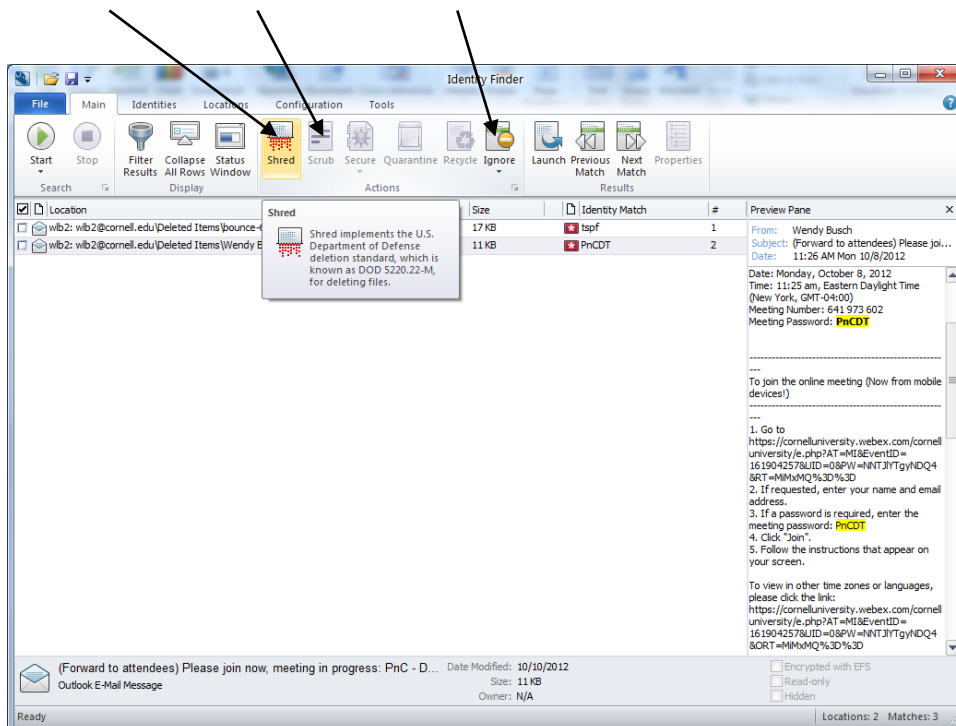 Identity Finder
File Main Identities Locations Configuration Tools
Start Stop Filter Results Collapse All Rows Status Window Shred Scrub Secure Quarantine Recycle Ignore Launch Previous Match Next Match Properties
Search Display Actions Results
Location Size Identity Match # Preview Pane
wlb2: wlb2@cornell.edu\Deleted Items\bounce- 17 KB tspf 1
wlb2: wlb2@cornell.edu\Deleted Items\Wendy B 11 KB PnCDT 2
Shred
Shred implements the U.S.
Department of Defense
deletion standard, which is
known as DOD 5220.22-M,
for deleting files.
From: Wendy Busch
Subject: (Forward to attendees) Please joi...
Date: 11:26 AM Mon 10/8/2012
Date: Monday, October 8, 2012
Time: 11:25 am, Eastern Daylight Time
(New York, GMT-04:00)
Meeting Number: 641 973 602
Meeting Password: PnCDT
-------------------------------------------------
---
To join the online meeting (Now from mobile
devices!)
-------------------------------------------------
---
1. Go to
https://cornelluniversity.webex.com/cornell
university/e.php?AT=MI&EventID=
161904257&UID=0&PW=NNTJlYTgyNDQ4
&RT=MiMxMQ%3D%3D
2. If requested, enter your name and email
address.
3. If a password is required, enter the
meeting password: PnCDT
4. Click "Join".
5. Follow the instructions that appear on
your screen.
To view in other time zones or languages,
please click the link:
https://cornelluniversity.webex.com/cornell
university/e.php?AT=MI&EventID=
161904257&UID=0&PW=NNTJlYTgyNDQ4
&ORT=MiMxMQ%3D%3D
(Forward to attendees) Please join now, meeting in progress: PnC - D...
Outlook E-Mail Message
Date Modified: 10/10/2012
Size: 11 KB
Owner: N/A
Encrypted with EFS
Read-only
Hidden
Ready Locations: 2 Matches: 3